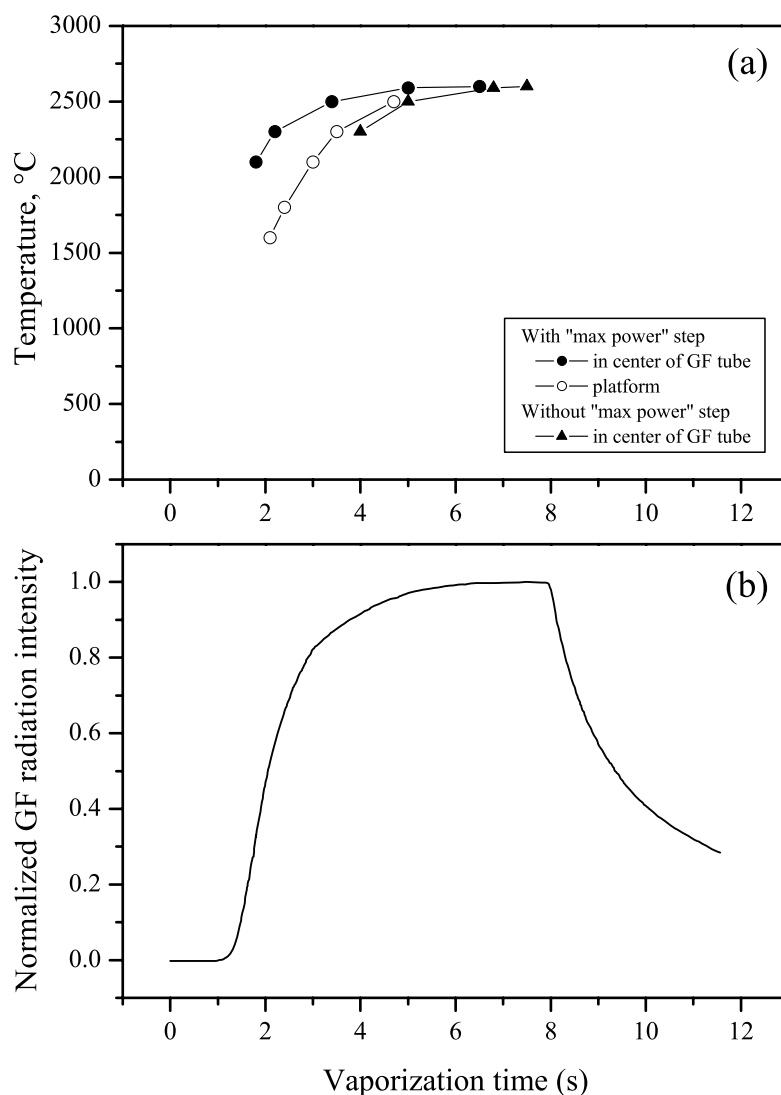 (a)
3000
2500
2000
1500
1000
500
0
Temperature, °C
With "max power" step
in center of GF tube
platform
Without "max power" step
in center of GF tube
0 2 4 6 8 10 12
(b)
1.0
0.8
0.6
0.4
0.2
0.0
Normalized GF radiation intensity
0 2 4 6 8 10 12
Vaporization time (s)